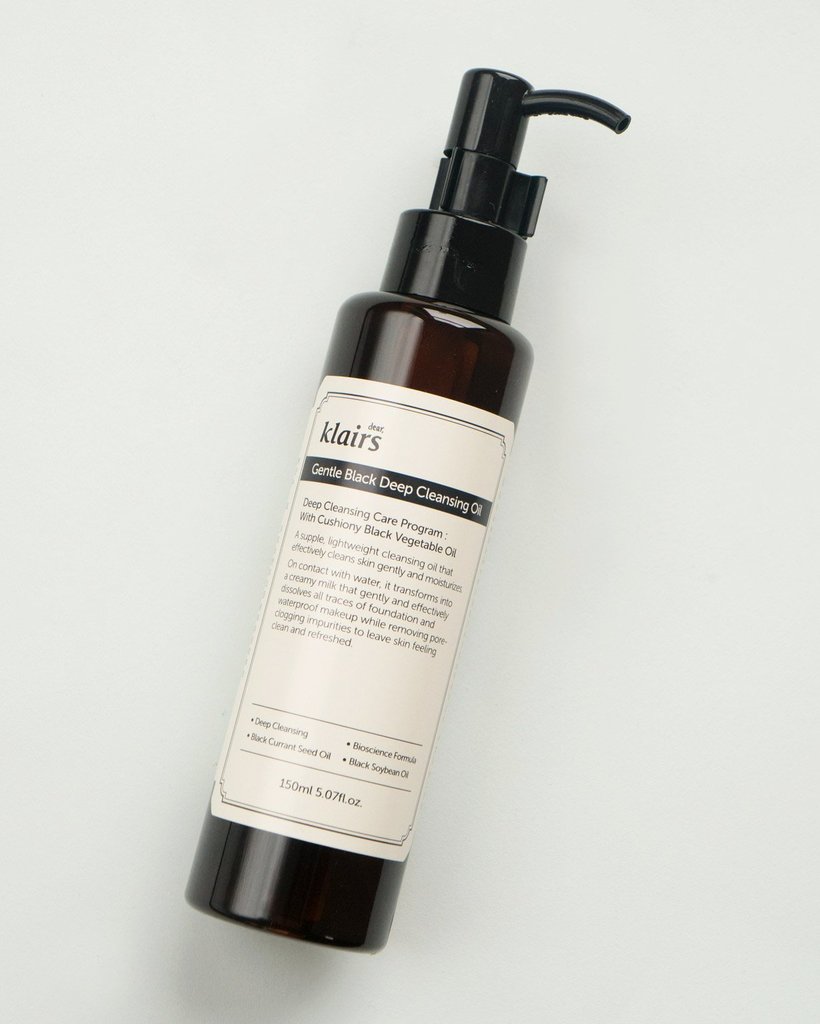 dear,
klairs
Gentle Black Deep Cleansing Oil
Deep Cleansing Care Program :
With Cushiony Black Vegetable Oil
A supple, lightweight cleansing oil that
effectively cleans skin gently and moisturizes.
On contact with water, it transforms into
a creamy milk that gently and effectively
dissolves all traces of foundation and
waterproof makeup while removing pore-
clogging impurities to leave skin feeling
clean and refreshed.
• Deep Cleansing
• Black Currant Seed Oil
• Bioscience Formula
• Black Soybean Oil
150ml 5.07fl.oz.